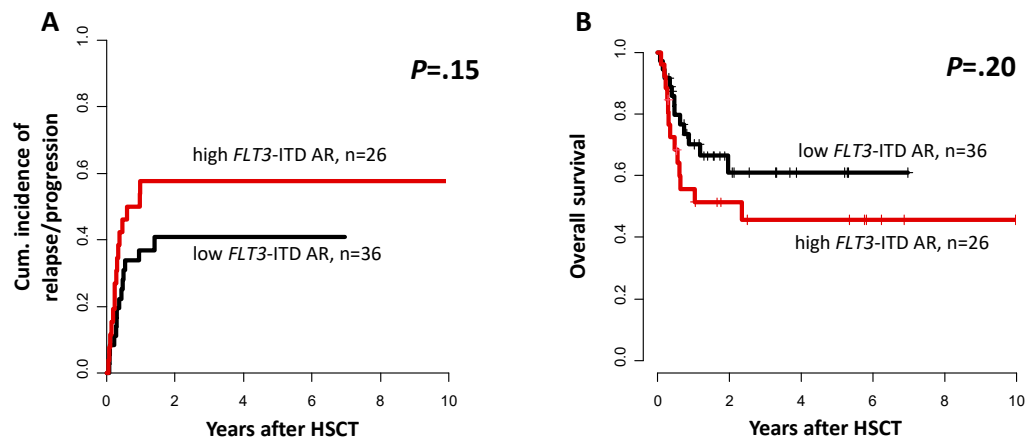 A
P=.15
Cum. incidence of
relapse/progression
1.0
0.8
0.6
0.4
0.2
0.0
high FLT3-ITD AR, n=26
low FLT3-ITD AR, n=36
0 2 4 6 8 10
Years after HSCT
B
P=.20
Overall survival
1.0
0.8
0.6
0.4
0.2
0.0
low FLT3-ITD AR, n=36
high FLT3-ITD AR, n=26
0 2 4 6 8 10
Years after HSCT